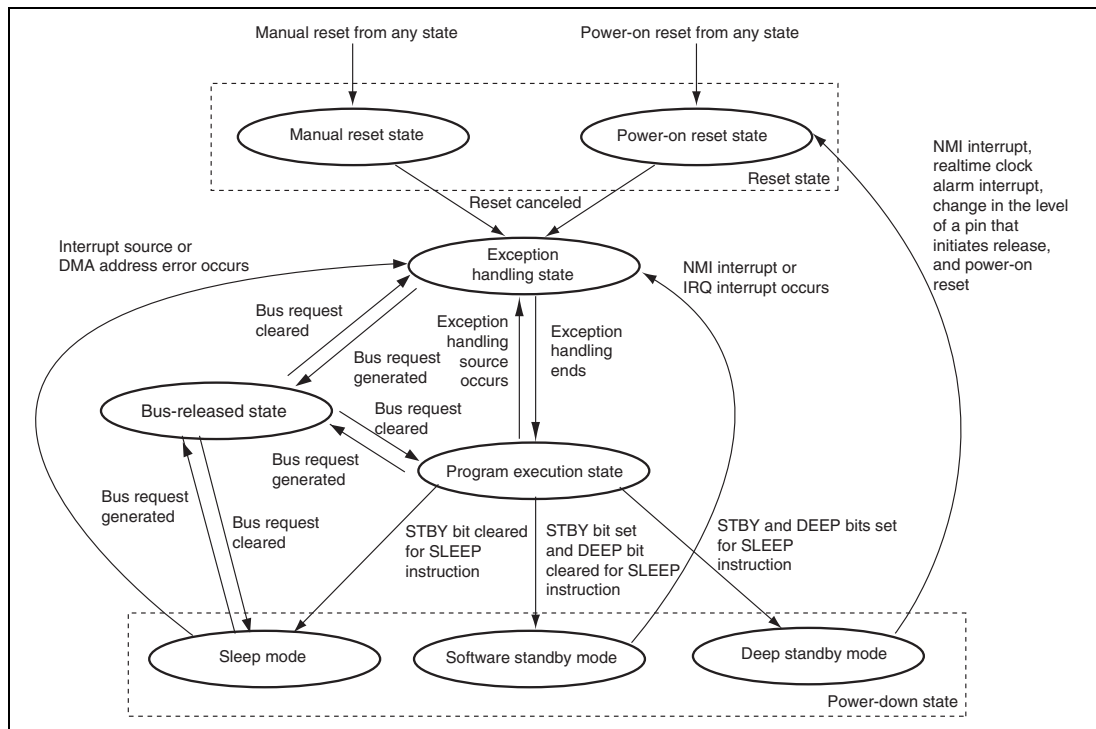 Manual reset from any state
Power-on reset from any state
Manual reset state
Power-on reset state
Reset state
NMI interrupt,
realtime clock
alarm interrupt,
change in the level
of a pin that
initiates release,
and power-on
reset
Reset canceled
Interrupt source or
DMA address error occurs
Exception
handling state
NMI interrupt or
IRQ interrupt occurs
Bus request
cleared
Bus request
generated
Exception
handling
source
occurs
Exception
handling
ends
Bus-released state
Bus request
cleared
Bus request
generated
Program execution state
Bus request
generated
Bus request
cleared
STBY bit cleared
for SLEEP
instruction
STBY bit set
and DEEP bit
cleared for SLEEP
instruction
STBY and DEEP bits set
for SLEEP
instruction
Sleep mode
Software standby mode
Deep standby mode
Power-down state